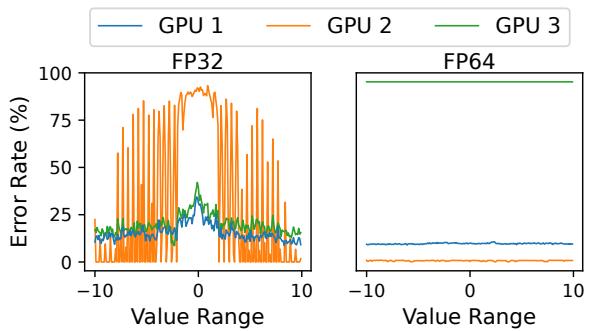 GPU 1 GPU 2 GPU 3
FP32 FP64
Error Rate (%)
100
75
50
25
0
−10 0 10 −10 0 10
Value Range Value Range